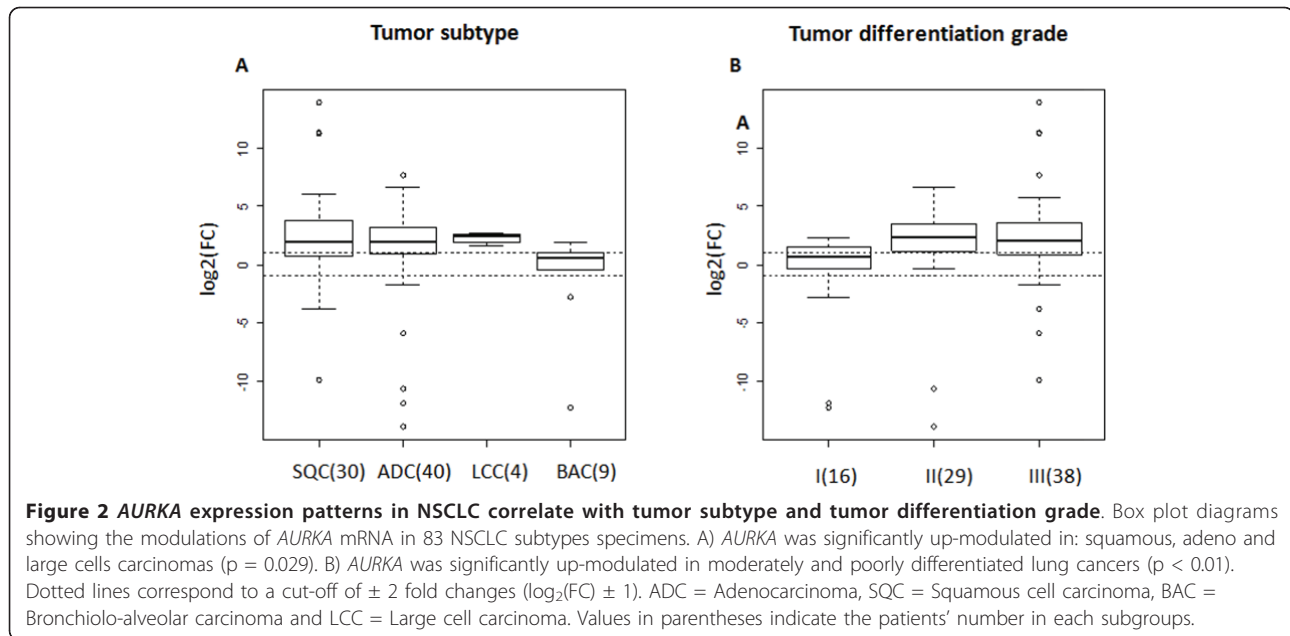 Tumor subtype
Tumor differentiation grade
A
B
A
log2(FC)
10
5
0
-5
-10
SQC(30) ADC(40) LCC(4) BAC(9)
log2(FC)
10
5
0
-5
-10
I(16) II(29) III(38)
Figure 2 AURKA expression patterns in NSCLC correlate with tumor subtype and tumor differentiation grade. Box plot diagrams
showing the modulations of AURKA mRNA in 83 NSCLC subtypes specimens. A) AURKA was significantly up-modulated in: squamous, adeno and
large cells carcinomas (p = 0.029). B) AURKA was significantly up-modulated in moderately and poorly differentiated lung cancers (p < 0.01).
Dotted lines correspond to a cut-off of ± 2 fold changes (log₂(FC) ± 1). ADC = Adenocarcinoma, SQC = Squamous cell carcinoma, BAC =
Bronchiolo-alveolar carcinoma and LCC = Large cell carcinoma. Values in parentheses indicate the patients' number in each subgroups.